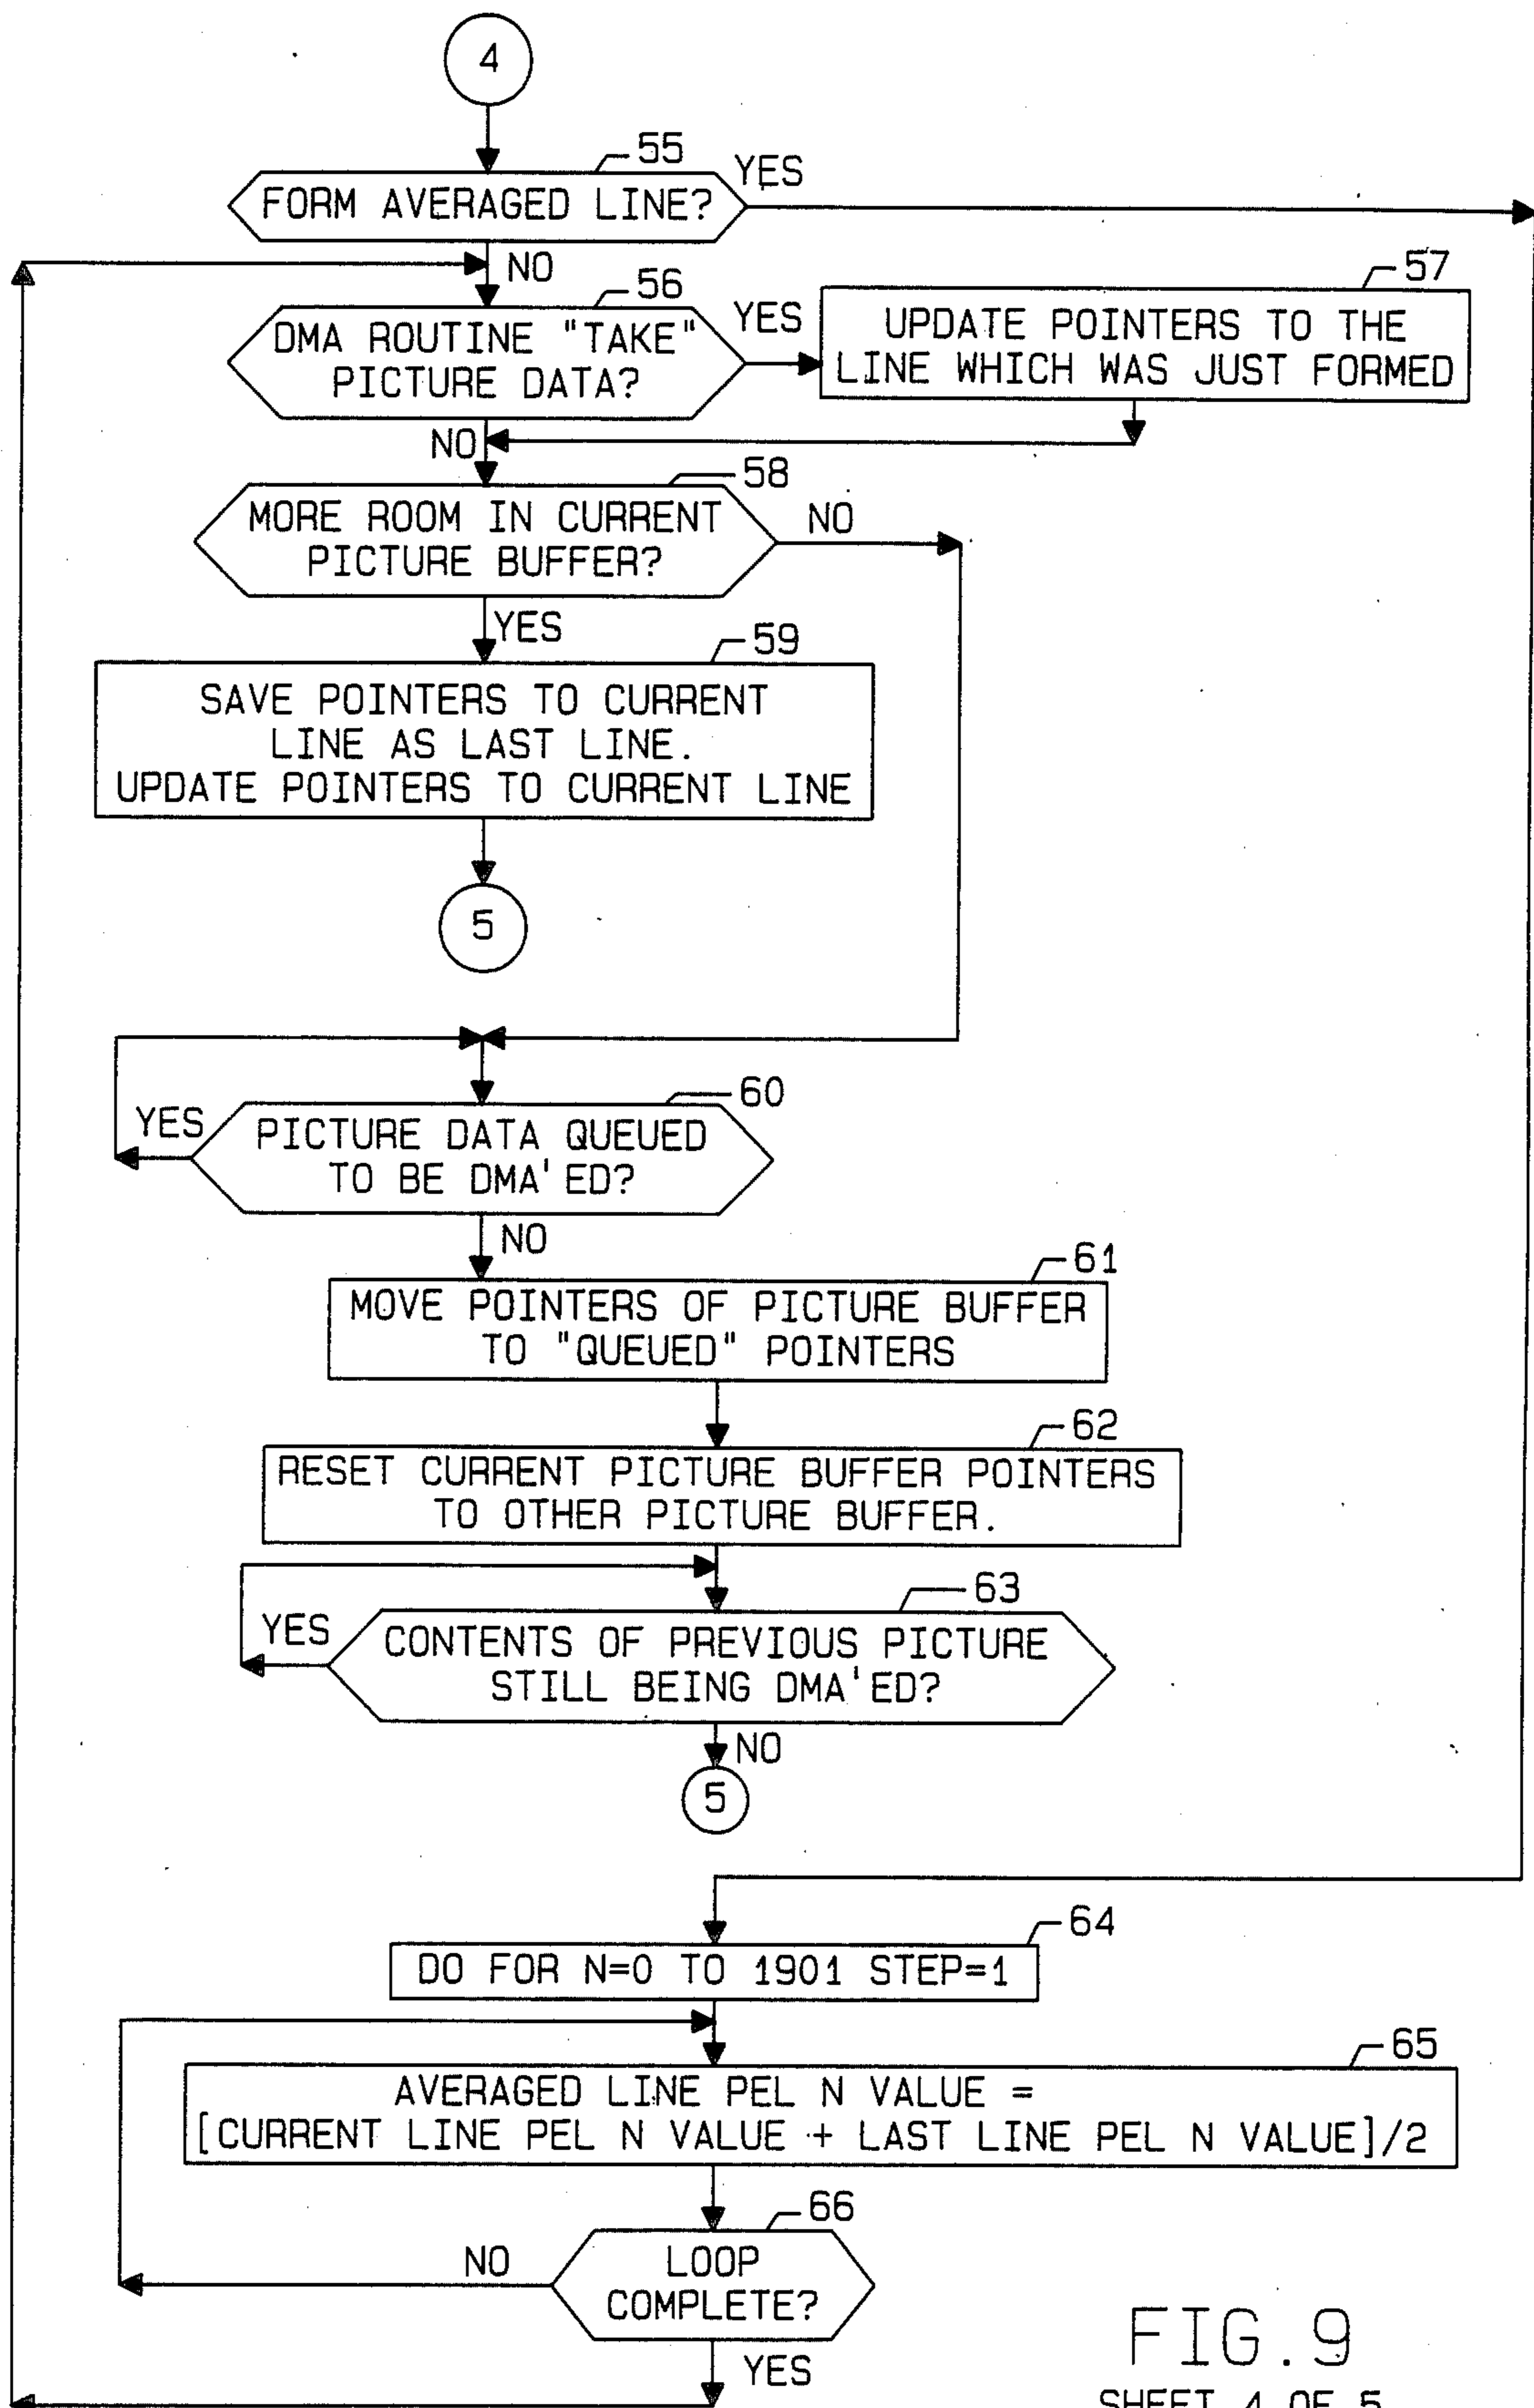 4
55
YES
FORM AVERAGED LINE?
NO
56
57
DMA ROUTINE "TAKE"
PICTURE DATA?
YES
UPDATE POINTERS TO THE
LINE WHICH WAS JUST FORMED
NO
58
MORE ROOM IN CURRENT
PICTURE BUFFER?
NO
YES
59
SAVE POINTERS TO CURRENT
LINE AS LAST LINE.
UPDATE POINTERS TO CURRENT LINE
5
60
YES
PICTURE DATA QUEUED
TO BE DMA'ED?
NO
61
MOVE POINTERS OF PICTURE BUFFER
TO "QUEUED" POINTERS
62
RESET CURRENT PICTURE BUFFER POINTERS
TO OTHER PICTURE BUFFER.
63
YES
CONTENTS OF PREVIOUS PICTURE
STILL BEING DMA'ED?
NO
5
64
DO FOR N=0 TO 1901 STEP=1
65
AVERAGED LINE PEL N VALUE =
[CURRENT LINE PEL N VALUE + LAST LINE PEL N VALUE]/2
66
NO
LOOP
COMPLETE?
YES
FIG.9
SHEET 4 OF 5